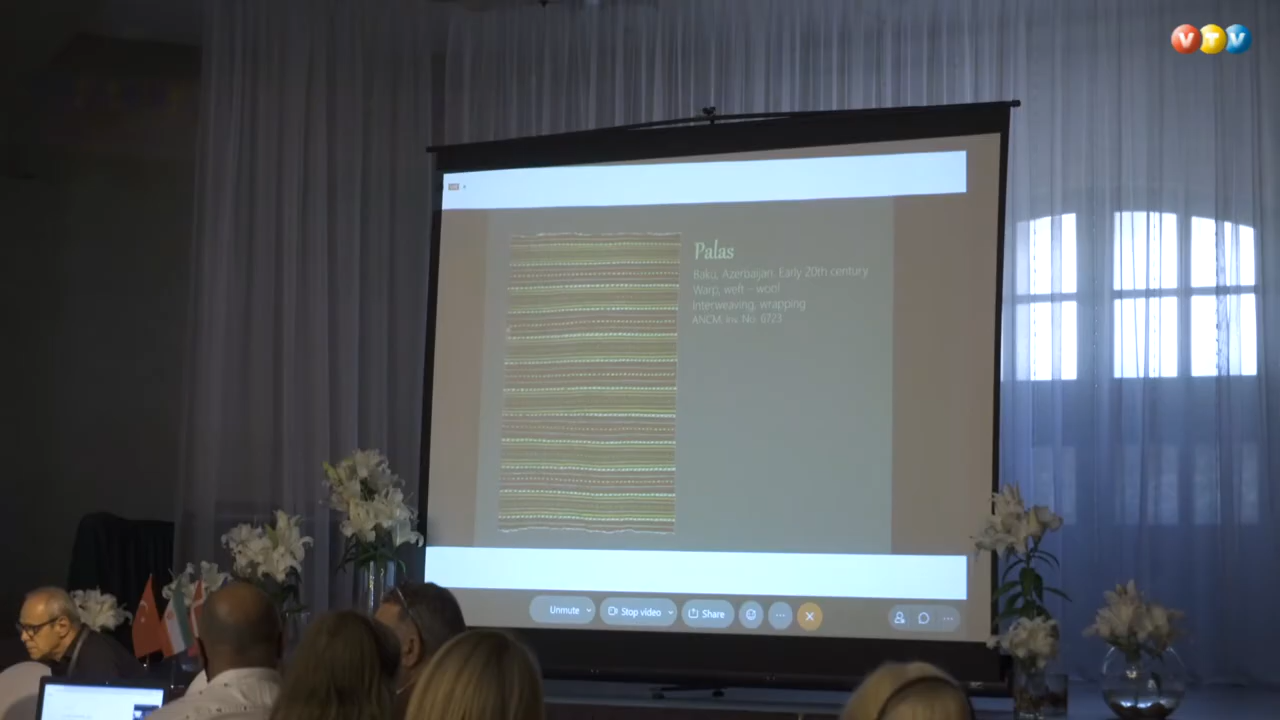 VTV
Palas
Baku, Azerbaijan. Early 20th century
Warp, weft – wool
Interweaving, wrapping
ANCM. Inv. No. 6723
Unmute
Stop video
Share